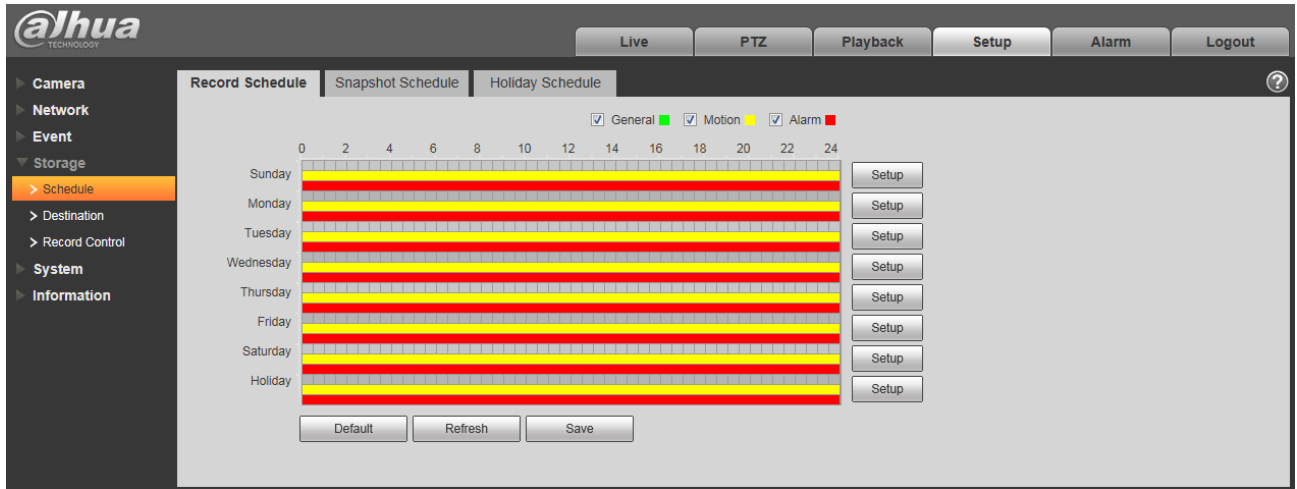 alhua
TECHNOLOGY
Live PTZ Playback Setup Alarm Logout
Camera
Network
Event
Storage
> Schedule
> Destination
> Record Control
System
Information
Record Schedule Snapshot Schedule Holiday Schedule ?
General Motion Alarm
0 2 4 6 8 10 12 14 16 18 20 22 24
Sunday Setup
Monday Setup
Tuesday Setup
Wednesday Setup
Thursday Setup
Friday Setup
Saturday Setup
Holiday Setup
Default Refresh Save